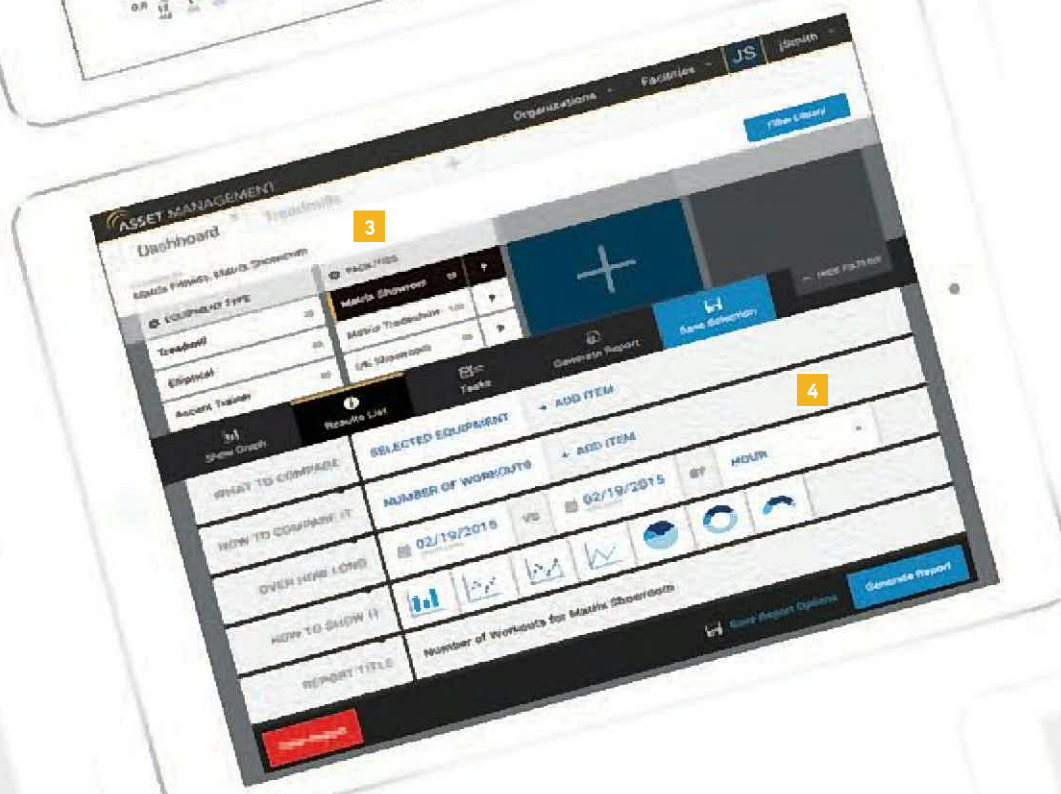 0.0
Organizations
Facilities
JS
jSmith
ASSET MANAGEMENT
Filter Library
Dashboard
Treadmills
+
3
Matrix Fitness, Matrix Showroom
EQUIPMENT TYPE
FACILITIES
Treadmill
Matrix Showroom
Elliptical
Matrix Tradeshow
Ascent Trainer
UK Showroom
HIDE FILTERS
Show Graph
Results List
Tasks
Generate Report
Save Selection
4
WHAT TO COMPARE
SELECTED EQUIPMENT
+ ADD ITEM
HOW TO COMPARE IT
NUMBER OF WORKOUTS
+ ADD ITEM
OVER HOW LONG
02/19/2015
VS
02/19/2015
BY
HOUR
HOW TO SHOW IT
REPORT TITLE
Number of Workouts for Matrix Showroom
Save Report Options
Generate Report